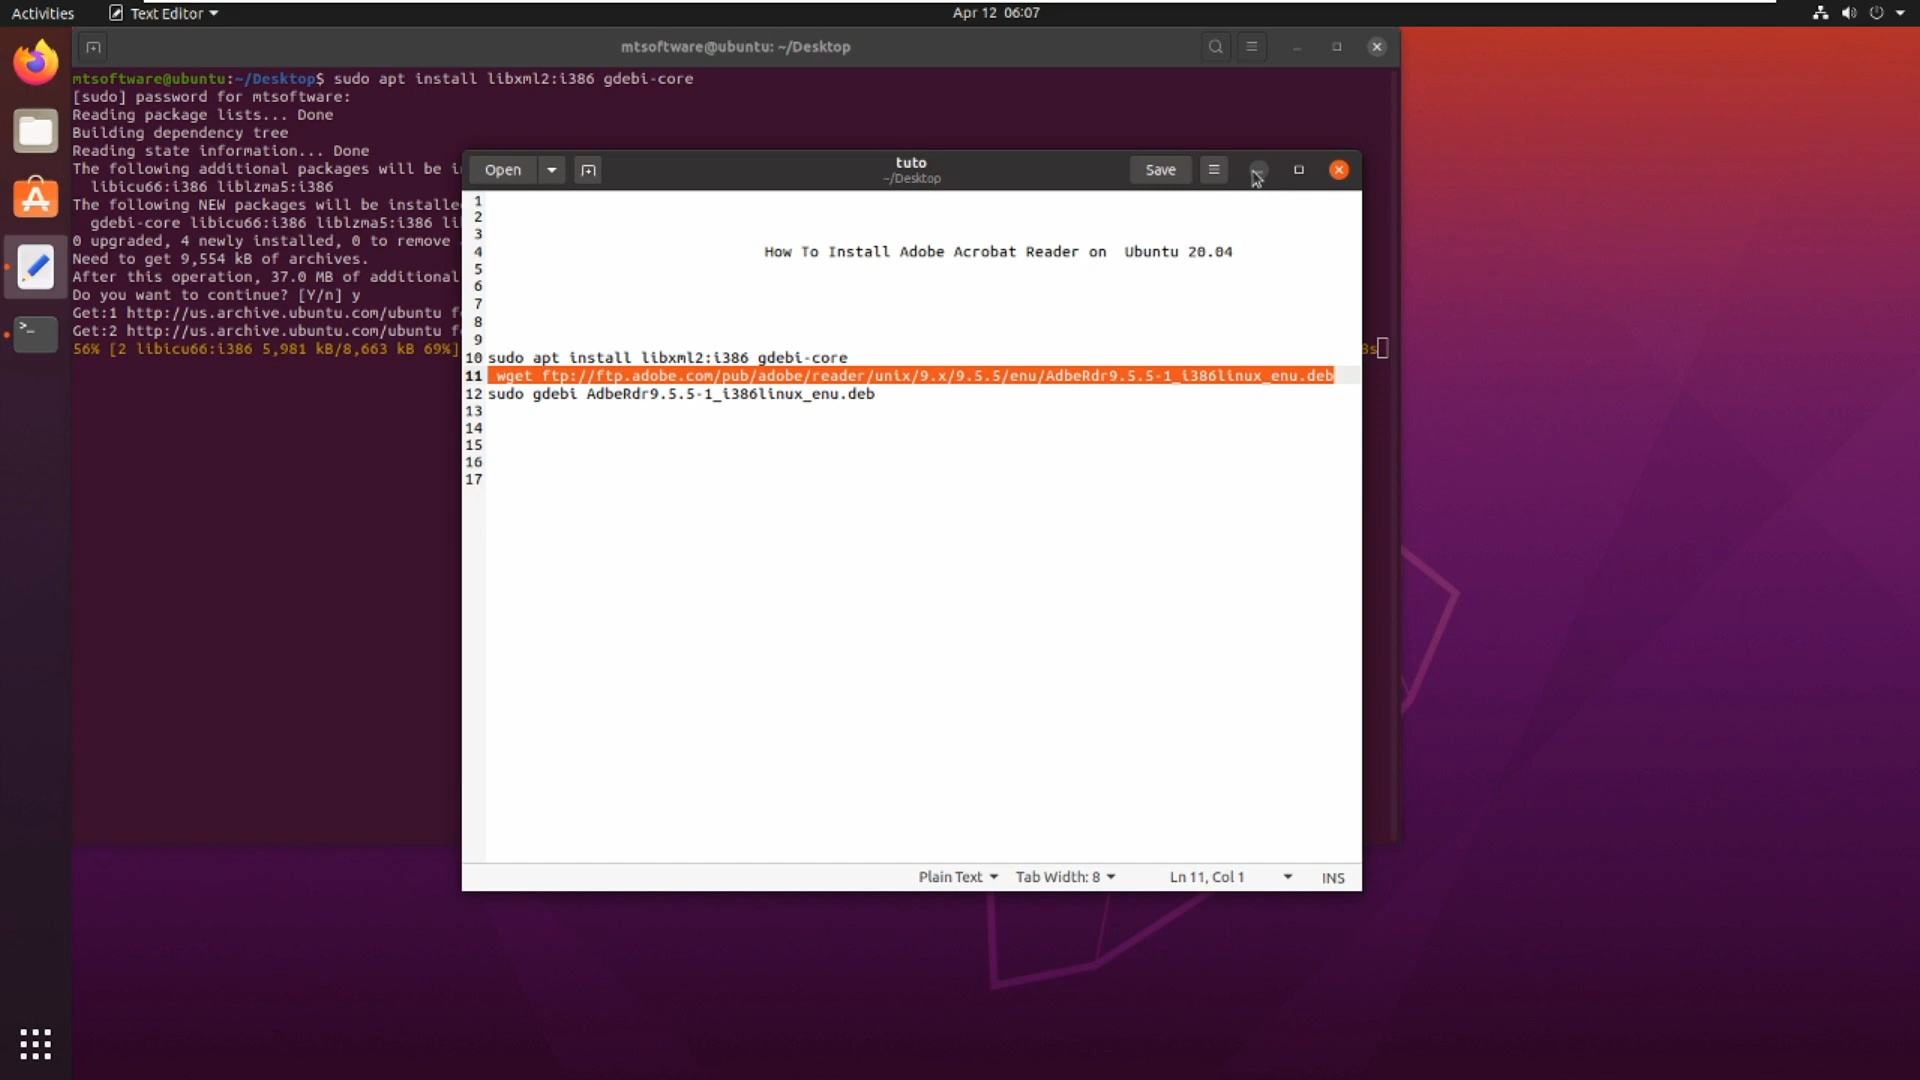 Activities
Text Editor
Apr 12 06:07
mtsoftware@ubuntu: ~/Desktop
mtsoftware@ubuntu:~/Desktop$ sudo apt install libxml2:i386 gdebi-core
[sudo] password for mtsoftware:
Reading package lists... Done
Building dependency tree
Reading state information... Done
The following additional packages will be i
libicu66:i386 liblzma5:i386
The following NEW packages will be installe
gdebi-core libicu66:i386 liblzma5:i386 li
0 upgraded, 4 newly installed, 0 to remove
Need to get 9,554 kB of archives.
After this operation, 37.0 MB of additional
Do you want to continue? [Y/n] y
Get:1 http://us.archive.ubuntu.com/ubuntu f
Get:2 http://us.archive.ubuntu.com/ubuntu f
56% [2 libicu66:i386 5,981 kB/8,663 kB 69%]
Open
tuto
~/Desktop
Save
1
2
3
4 How To Install Adobe Acrobat Reader on  Ubuntu 20.04
5
6
7
8
9
10 sudo apt install libxml2:i386 gdebi-core
11 wget ftp://ftp.adobe.com/pub/adobe/reader/unix/9.x/9.5.5/enu/AdbeRdr9.5.5-1_i386linux_enu.deb
12 sudo gdebi AdbeRdr9.5.5-1_i386linux_enu.deb
13
14
15
16
17
Plain Text
Tab Width: 8
Ln 11, Col 1
INS